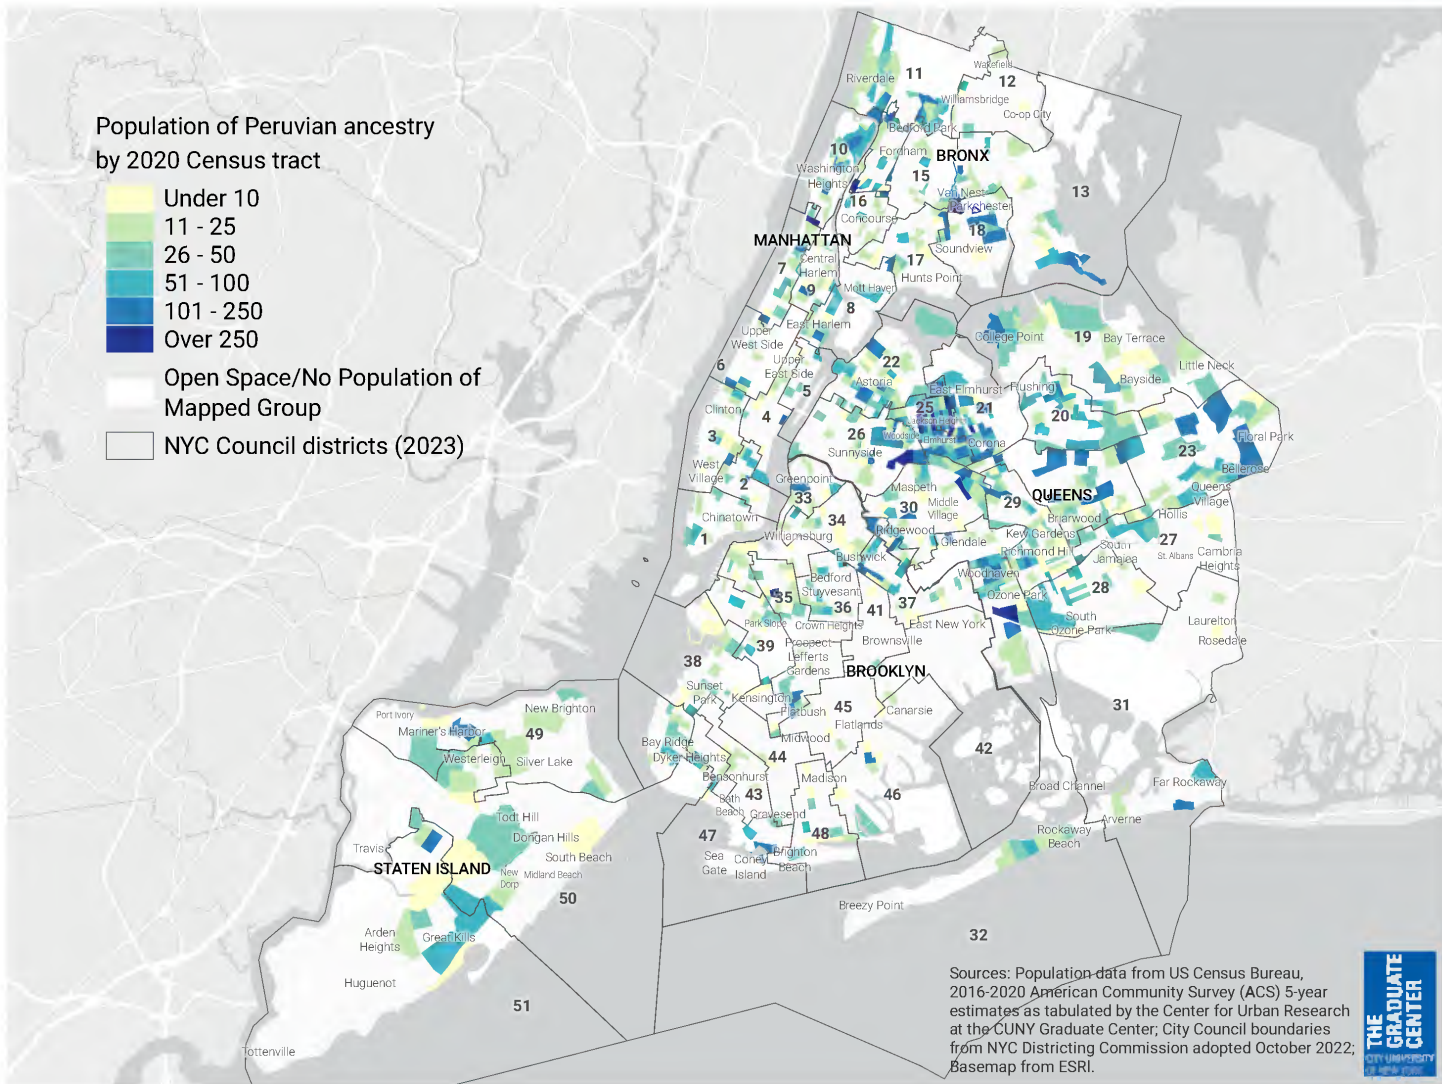 Population of Peruvian ancestry
by 2020 Census tract
Under 10
11 - 25
26 - 50
51 - 100
101 - 250
Over 250
Open Space/No Population of
Mapped Group
NYC Council districts (2023)
Riverdale
11
Wakefield
12
Williamsbridge
Co-op City
Bedford Park
10
Fordham
BRONX
Washington
Heights
15
13
16
Van Nest
Parkchester
Concourse
18
MANHATTAN
Soundview
Central
Harlem
7
17
Hunts Point
9
Mott Haven
8
East Harlem
Upper
West Side
College Point
19
Bay Terrace
6
Upper
East Side
22
Little Neck
Astoria
Bayside
5
East Elmhurst
Flushing
Clinton
4
25
21
20
Jackson Heights
3
26
Woodside
Elmhurst
Corona
Floral Park
Sunnyside
23
West
Village
Bellerose
2
Greenpoint
Maspeth
33
QUEENS
Queens
Village
Middle
Village
29
30
Chinatown
34
Briarwood
Hollis
1
Williamsburg
Ridgewood
Kew Gardens
27
Glendale
Richmond Hill
South
Jamaica
St. Albans
Cambria
Heights
Bushwick
Bedford
Stuyvesant
Woodhaven
28
35
36
41
37
Ozone Park
Park Slope
Crown Heights
East New York
South
Ozone Park
Laurelton
39
Prospect
Lefferts
Gardens
Brownsville
Rosedale
38
BROOKLYN
Sunset
Park
Kensington
Flatbush
45
Canarsie
31
Flatlands
Port Ivory
New Brighton
Mariner's Harbor
49
Bay Ridge
Midwood
42
Westerleigh
Silver Lake
Dyker Heights
44
Bensonhurst
Madison
Broad Channel
Far Rockaway
43
46
Bath
Beach
Gravesend
Arverne
Todt Hill
Dongan Hills
47
48
Rockaway
Beach
Travis
South Beach
Sea
Gate
Coney
Island
Brighton
Beach
STATEN ISLAND
New
Dorp
Midland Beach
50
Breezy Point
Arden
Heights
Great Kills
32
Huguenot
51
Tottenville
Sources: Population data from US Census Bureau,
2016-2020 American Community Survey (ACS) 5-year
estimates as tabulated by the Center for Urban Research
at the CUNY Graduate Center; City Council boundaries
from NYC Districting Commission adopted October 2022;
Basemap from ESRI.
THE
GRADUATE
CENTER
CITY UNIVERSITY
OF NEW YORK